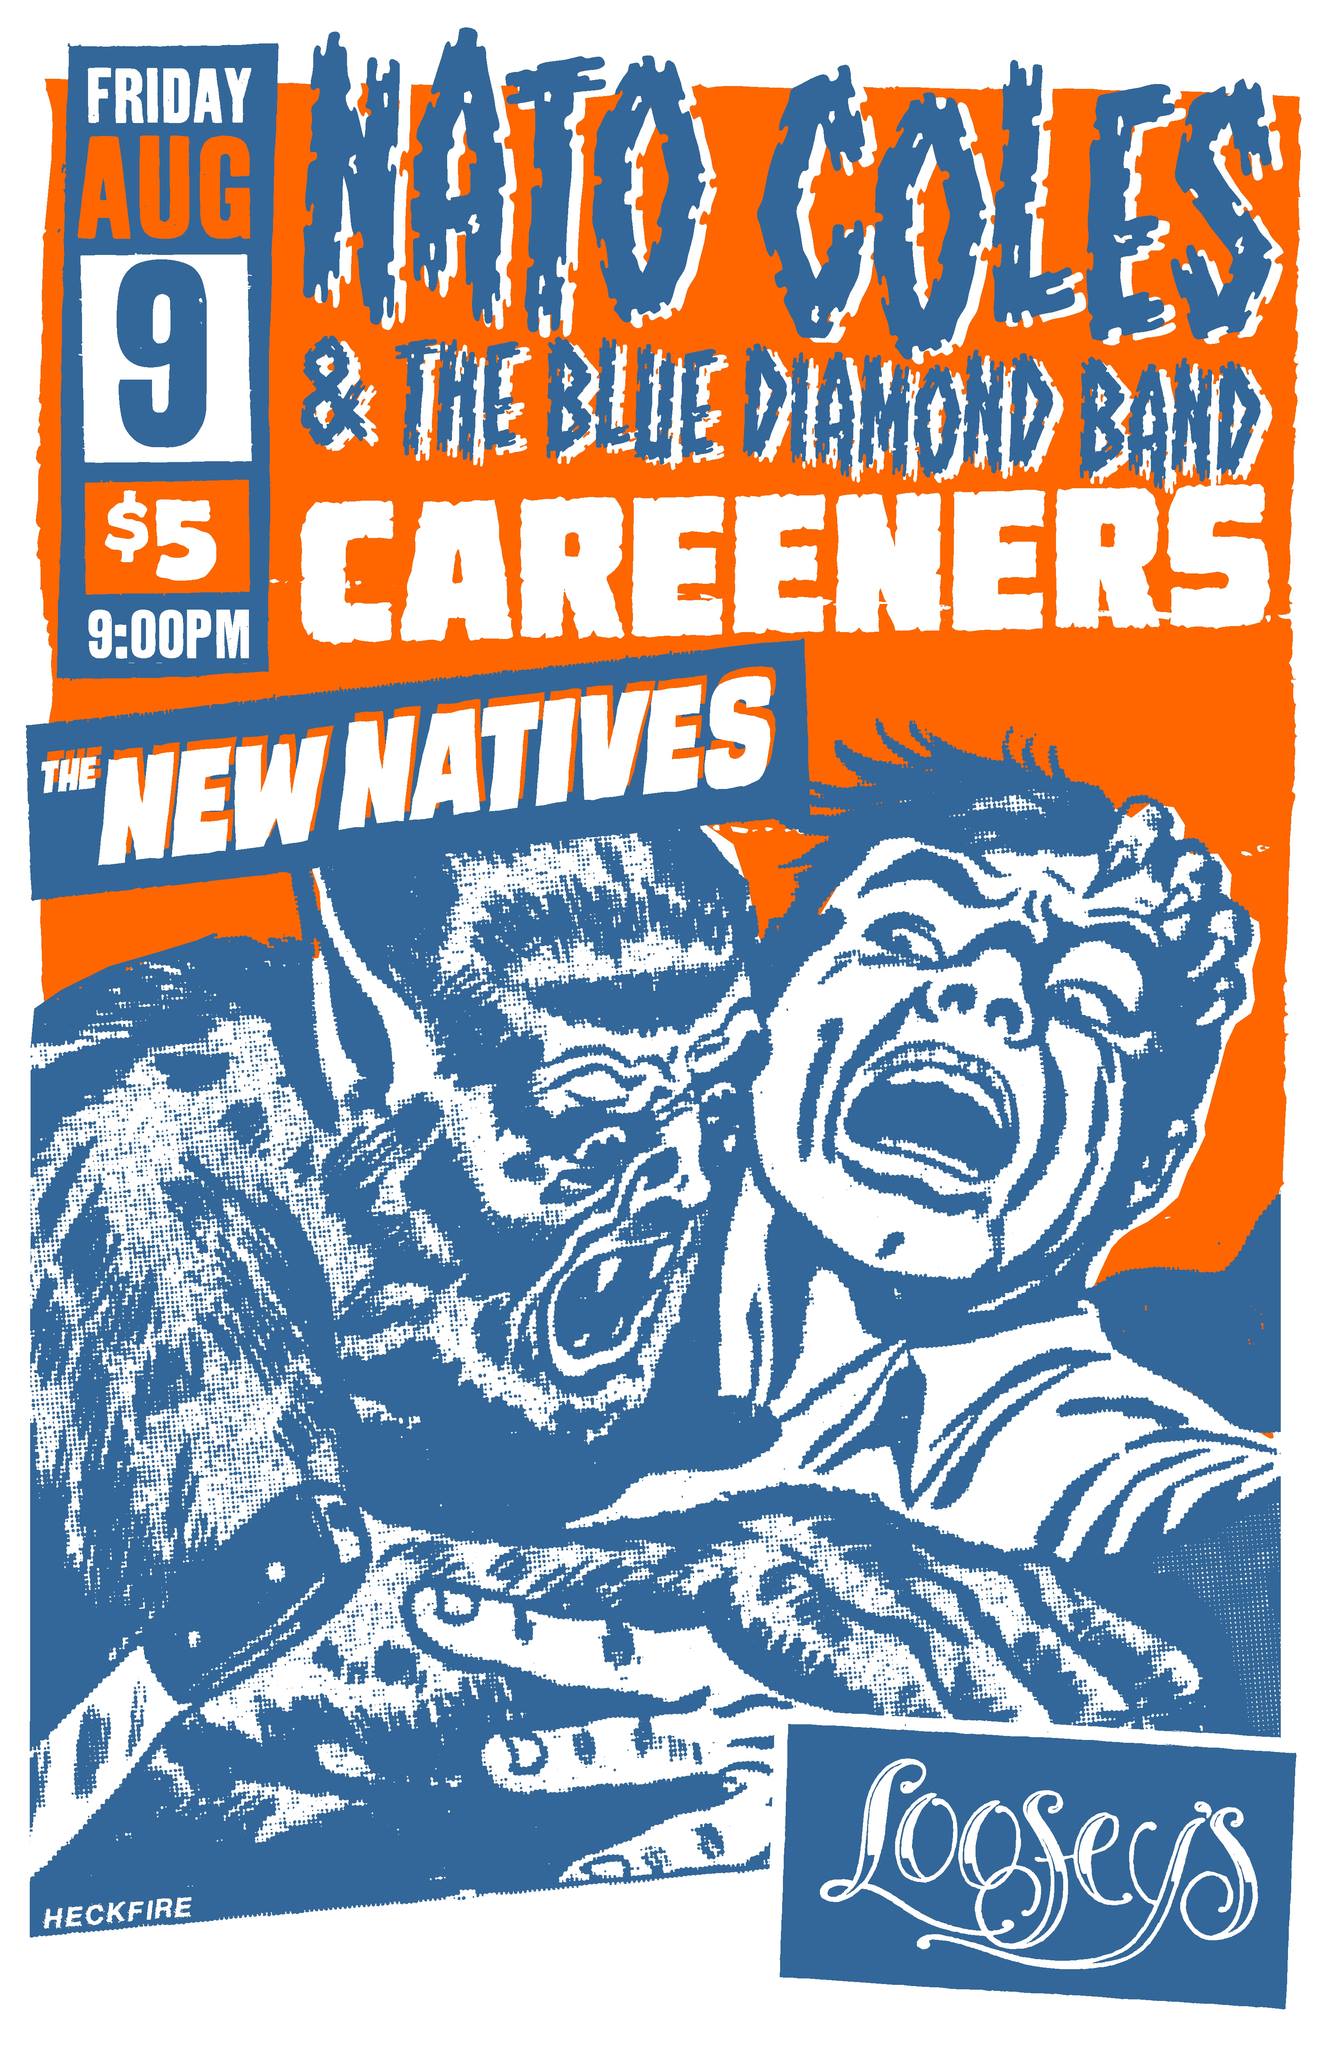 FRIDAY
AUG
9
$5
9:00PM
NATO COLES
& THE BLUE DIAMOND BAND
CAREENERS
THE NEW NATIVES
HECKFIRE
Loosey's